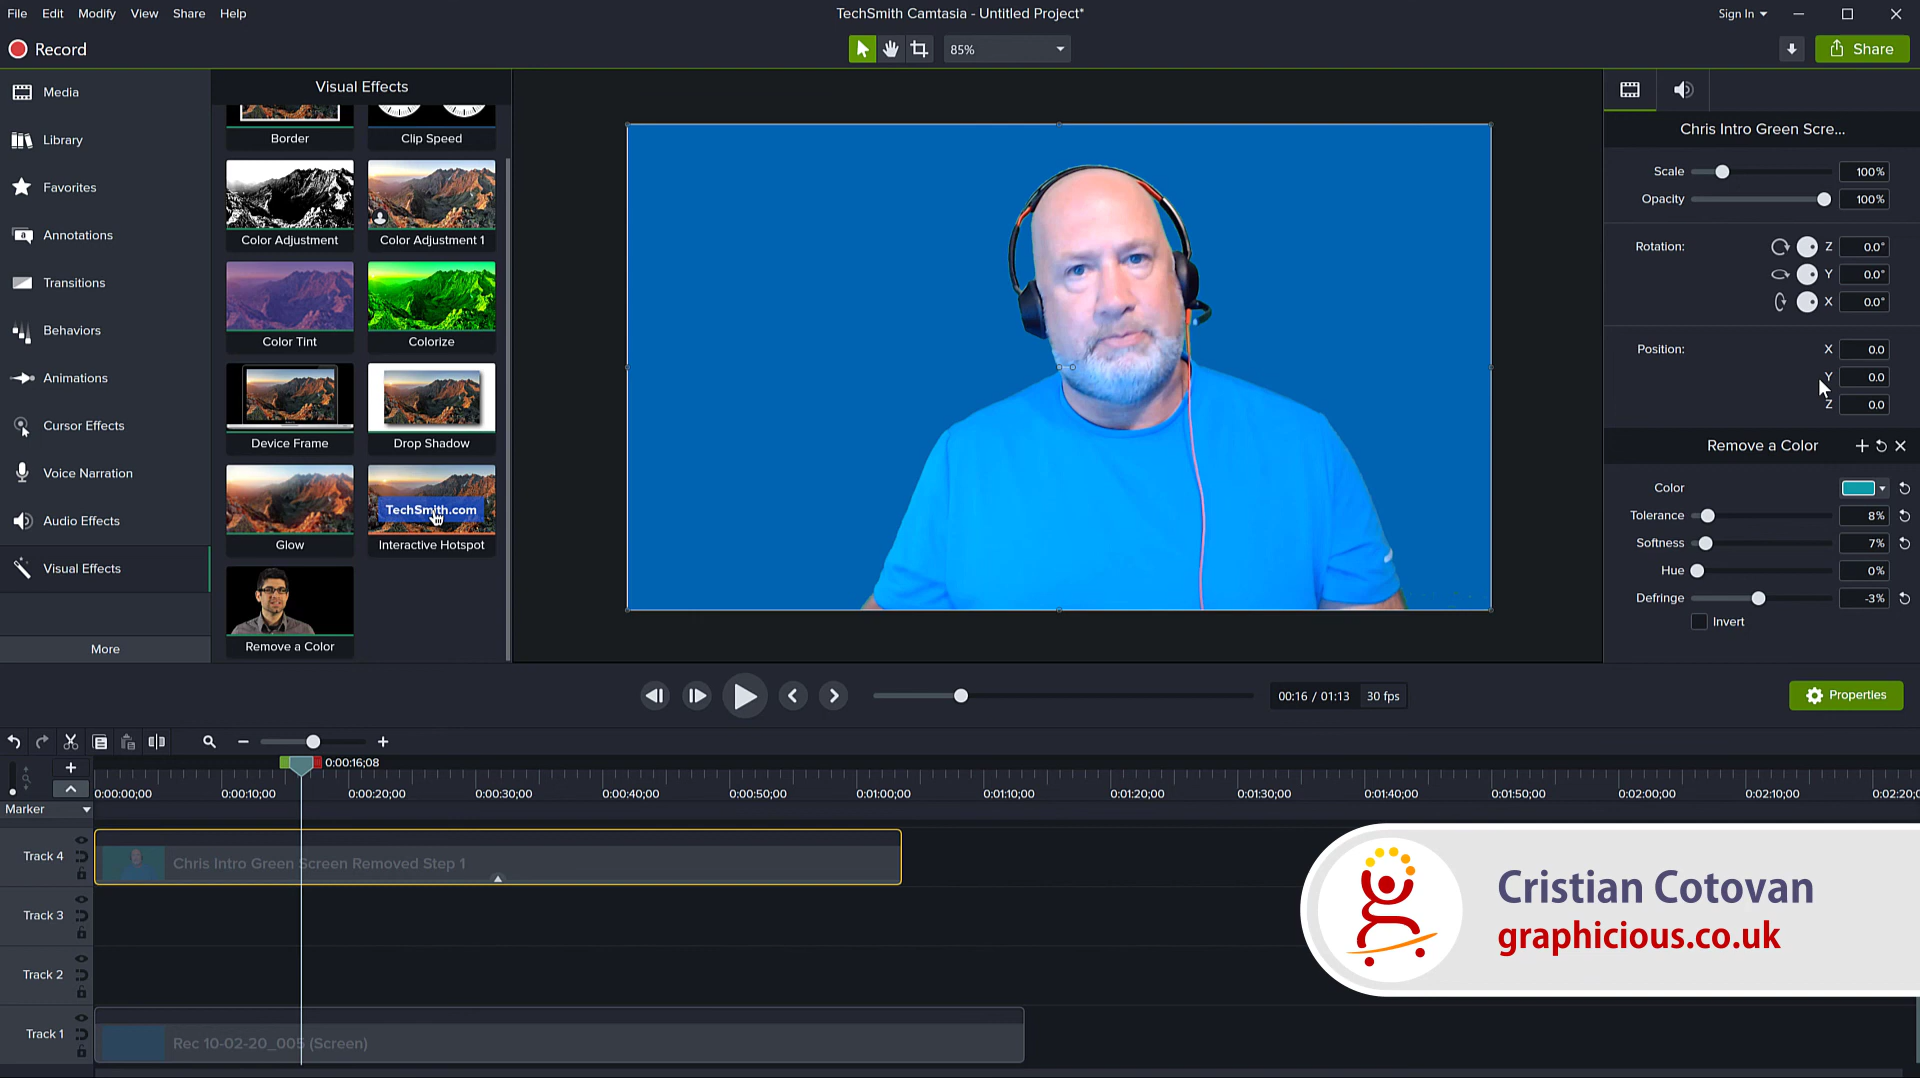 File Edit Modify View Share Help
TechSmith Camtasia - Untitled Project*
Sign In
Record
85%
Share
Media
Library
Favorites
Annotations
Transitions
Behaviors
Animations
Cursor Effects
Voice Narration
Audio Effects
Visual Effects
More
Visual Effects
Border
Clip Speed
Color Adjustment
Color Adjustment 1
Color Tint
Colorize
Device Frame
Drop Shadow
Glow
TechSmith.com
Interactive Hotspot
Remove a Color
Chris Intro Green Scre...
Scale 100%
Opacity 100%
Rotation: Z 0.0°
Y 0.0°
X 0.0°
Position: X 0.0
Y 0.0
Z 0.0
Remove a Color
Color
Tolerance 8%
Softness 7%
Hue 0%
Defringe -3%
Invert
00:16 / 01:13 30 fps
Properties
0:00:16;08
0:00:00;00 0:00:10;00 0:00:20;00 0:00:30;00 0:00:40;00 0:00:50;00 0:01:00;00 0:01:10;00 0:01:20;00 0:01:30;00 0:01:40;00 0:01:50;00 0:02:00;00 0:02:10;00
Marker
Track 4
Chris Intro Green Screen Removed Step 1
Track 3
Track 2
Track 1
Rec 10-02-20_005 (Screen)
Cristian Cotovan
graphicious.co.uk